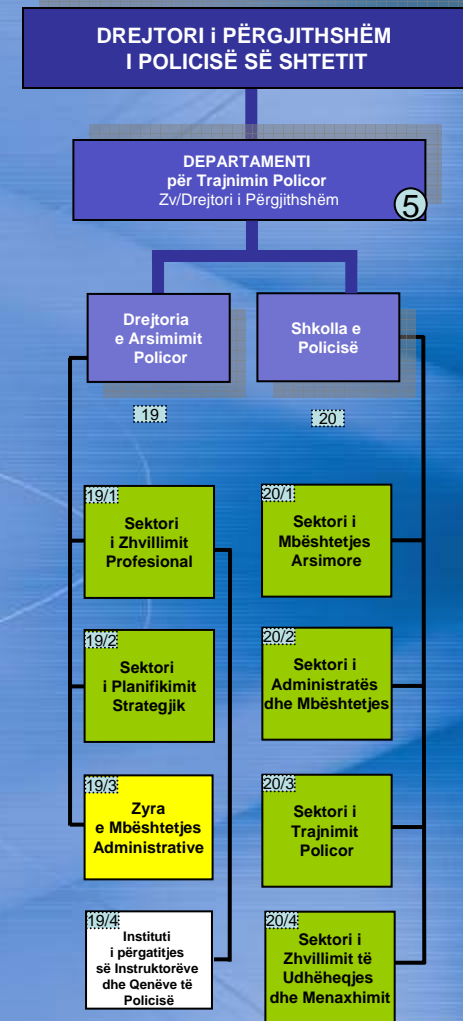 DREJTORI i PËRGJITHSHËM
I POLICISË SË SHTETIT
DEPARTAMENTI
për Trajnimin Policor
Zv/Drejtori i Përgjithshëm
5
Drejtoria
e Arsimimit
Policor
19
Shkolla e
Policisë
20
19/1
Sektori
i Zhvillimit
Profesional
19/2
Sektori
i Planifikimit
Strategjik
19/3
Zyra
e Mbështetjes
Administrative
19/4
Instituti
i përgatitjes
së Instruktorëve
dhe Qenëve të
Policisë
20/1
Sektori i
Mbështetjes
Arsimore
20/2
Sektori i
Administratës
dhe Mbështetjes
20/3
Sektori i
Trajnimit
Policor
20/4
Sektori i
Zhvillimit të
Udhëheqjes
dhe Menaxhimit